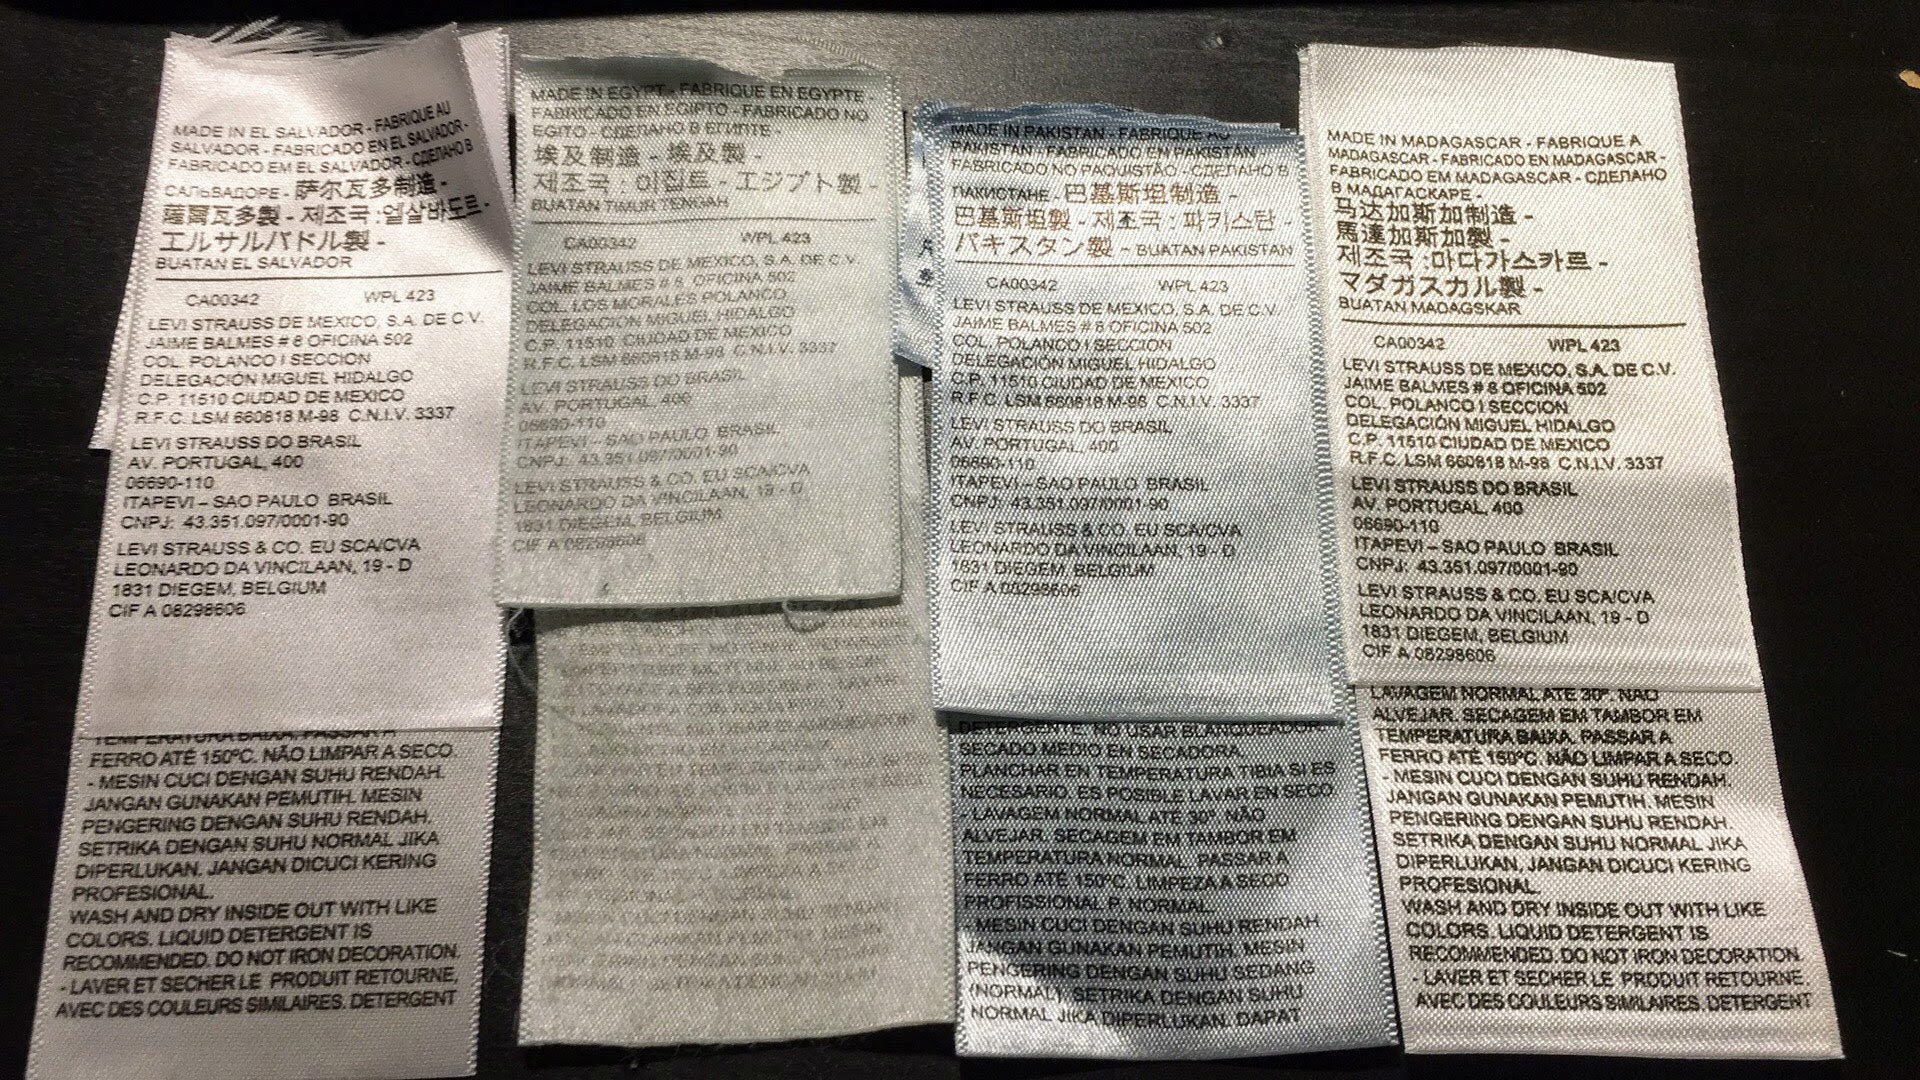 MADE IN EL SALVADOR - FABRIQUE AU
SALVADOR - FABRICADO EN EL SALVADOR -
FABRICADO EM EL SALVADOR - СДЕЛАНО В
САЛЬВАДОРЕ - 萨尔瓦多制造 -
薩爾瓦多製 - 제조국 :엘살바도르 -
エルサルバドル製 -
BUATAN EL SALVADOR
CA00342 WPL 423
LEVI STRAUSS DE MEXICO, S.A. DE C.V.
JAIME BALMES # 8 OFICINA 502
COL. POLANCO I SECCION
DELEGACIÓN MIGUEL HIDALGO
C.P. 11510 CIUDAD DE MEXICO
R.F.C. LSM 660818 M-98 C.N.I.V. 3337
LEVI STRAUSS DO BRASIL
AV. PORTUGAL, 400
06690-110
ITAPEVI – SAO PAULO BRASIL
CNPJ: 43.351.097/0001-90
LEVI STRAUSS & CO. EU SCA/CVA
LEONARDO DA VINCILAAN, 19 - D
1831 DIEGEM, BELGIUM
CIF A 08298606
TEMPERATURA BAIXA. PASSAR A
FERRO ATÉ 150ºC. NÃO LIMPAR A SECO.
- MESIN CUCI DENGAN SUHU RENDAH.
JANGAN GUNAKAN PEMUTIH. MESIN
PENGERING DENGAN SUHU RENDAH.
SETRIKA DENGAN SUHU NORMAL JIKA
DIPERLUKAN. JANGAN DICUCI KERING
PROFESIONAL.
WASH AND DRY INSIDE OUT WITH LIKE
COLORS. LIQUID DETERGENT IS
RECOMMENDED. DO NOT IRON DECORATION.
- LAVER ET SECHER LE PRODUIT RETOURNE,
AVEC DES COULEURS SIMILAIRES. DETERGENT
MADE IN EGYPT - FABRIQUE EN EGYPTE
FABRICADO EN EGIPTO - FABRICADO NO
EGITO - СДЕЛАНО В ЕГИПТЕ -
埃及制造 - 埃及製 -
제조국 : 이집트 - エジプト製 -
BUATAN TIMUR TENGAH
CA00342 WPL 423
LEVI STRAUSS DE MEXICO, S.A. DE C.V.
JAIME BALMES # 8, OFICINA 502
COL. LOS MORALES POLANCO
DELEGACION MIGUEL HIDALGO
C.P. 11510 CIUDAD DE MEXICO
R.F.C. LSM 660818 M-98 C.N.I.V. 3337
LEVI STRAUSS DO BRASIL
AV. PORTUGAL, 400
06690-110
ITAPEVI – SAO PAULO BRASIL
CNPJ: 43.351.097/0001-90
LEVI STRAUSS & CO. EU SCA/CVA
LEONARDO DA VINCILAAN, 19 - D
1831 DIEGEM, BELGIUM
CIF A 08298606
MADE IN PAKISTAN - FABRIQUE AU
PAKISTAN - FABRICADO EN PAKISTÁN
FABRICADO NO PAQUISTÃO - СДЕЛАНО В
ПАКИСТАНЕ - 巴基斯坦制造 -
巴基斯坦製 - 제조국 : 파키스탄 -
パキスタン製 - BUATAN PAKISTAN
CA00342 WPL 423
LEVI STRAUSS DE MEXICO, S.A. DE C.V.
JAIME BALMES # 8 OFICINA 502
COL. POLANCO I SECCION
DELEGACIÓN MIGUEL HIDALGO
C.P. 11510 CIUDAD DE MEXICO
R.F.C. LSM 660818 M-98 C.N.I.V. 3337
LEVI STRAUSS DO BRASIL
AV. PORTUGAL, 400
06690-110
ITAPEVI – SAO PAULO BRASIL
CNPJ: 43.351.097/0001-90
LEVI STRAUSS & CO. EU SCA/CVA
LEONARDO DA VINCILAAN, 19 - D
1831 DIEGEM, BELGIUM
CIF A 08298606
DETERGENTE. NO USAR BLANQUEADOR
SECADO MEDIO EN SECADORA.
PLANCHAR EN TEMPERATURA TIBIA SI ES
NECESARIO. ES POSIBLE LAVAR EN SECO
- LAVAGEM NORMAL ATÉ 30º. NÃO
ALVEJAR. SECAGEM EM TAMBOR EM
TEMPERATURA NORMAL. PASSAR A
FERRO ATÉ 150ºC. LIMPEZA A SECO
PROFISSIONAL P. NORMAL.
- MESIN CUCI DENGAN SUHU RENDAH
JANGAN GUNAKAN PEMUTIH. MESIN
PENGERING DENGAN SUHU SEDANG
(NORMAL). SETRIKA DENGAN SUHU
NORMAL JIKA DIPERLUKAN. DAPAT
MADE IN MADAGASCAR - FABRIQUE A
MADAGASCAR - FABRICADO EN MADAGASCAR -
FABRICADO EM MADAGASCAR - СДЕЛАНО
В МАДАГАСКАРЕ -
马达加斯加制造 -
馬達加斯加製 -
제조국 :마다가스카르 -
マダガスカル製 -
BUATAN MADAGSKAR
CA00342 WPL 423
LEVI STRAUSS DE MEXICO, S.A. DE C.V.
JAIME BALMES # 8 OFICINA 502
COL. POLANCO I SECCION
DELEGACIÓN MIGUEL HIDALGO
C.P. 11510 CIUDAD DE MEXICO
R.F.C. LSM 660818 M-98 C.N.I.V. 3337
LEVI STRAUSS DO BRASIL
AV. PORTUGAL, 400
06690-110
ITAPEVI – SAO PAULO BRASIL
CNPJ: 43.351.097/0001-90
LEVI STRAUSS & CO. EU SCA/CVA
LEONARDO DA VINCILAAN, 19 - D
1831 DIEGEM, BELGIUM
CIF A 08298606
LAVAGEM NORMAL ATÉ 30º. NÃO
ALVEJAR. SECAGEM EM TAMBOR EM
TEMPERATURA BAIXA. PASSAR A
FERRO ATÉ 150ºC. NÃO LIMPAR A SECO.
- MESIN CUCI DENGAN SUHU RENDAH.
JANGAN GUNAKAN PEMUTIH. MESIN
PENGERING DENGAN SUHU RENDAH.
SETRIKA DENGAN SUHU NORMAL JIKA
DIPERLUKAN. JANGAN DICUCI KERING
PROFESIONAL.
WASH AND DRY INSIDE OUT WITH LIKE
COLORS. LIQUID DETERGENT IS
RECOMMENDED. DO NOT IRON DECORATION.
- LAVER ET SECHER LE PRODUIT RETOURNE,
AVEC DES COULEURS SIMILAIRES. DETERGENT